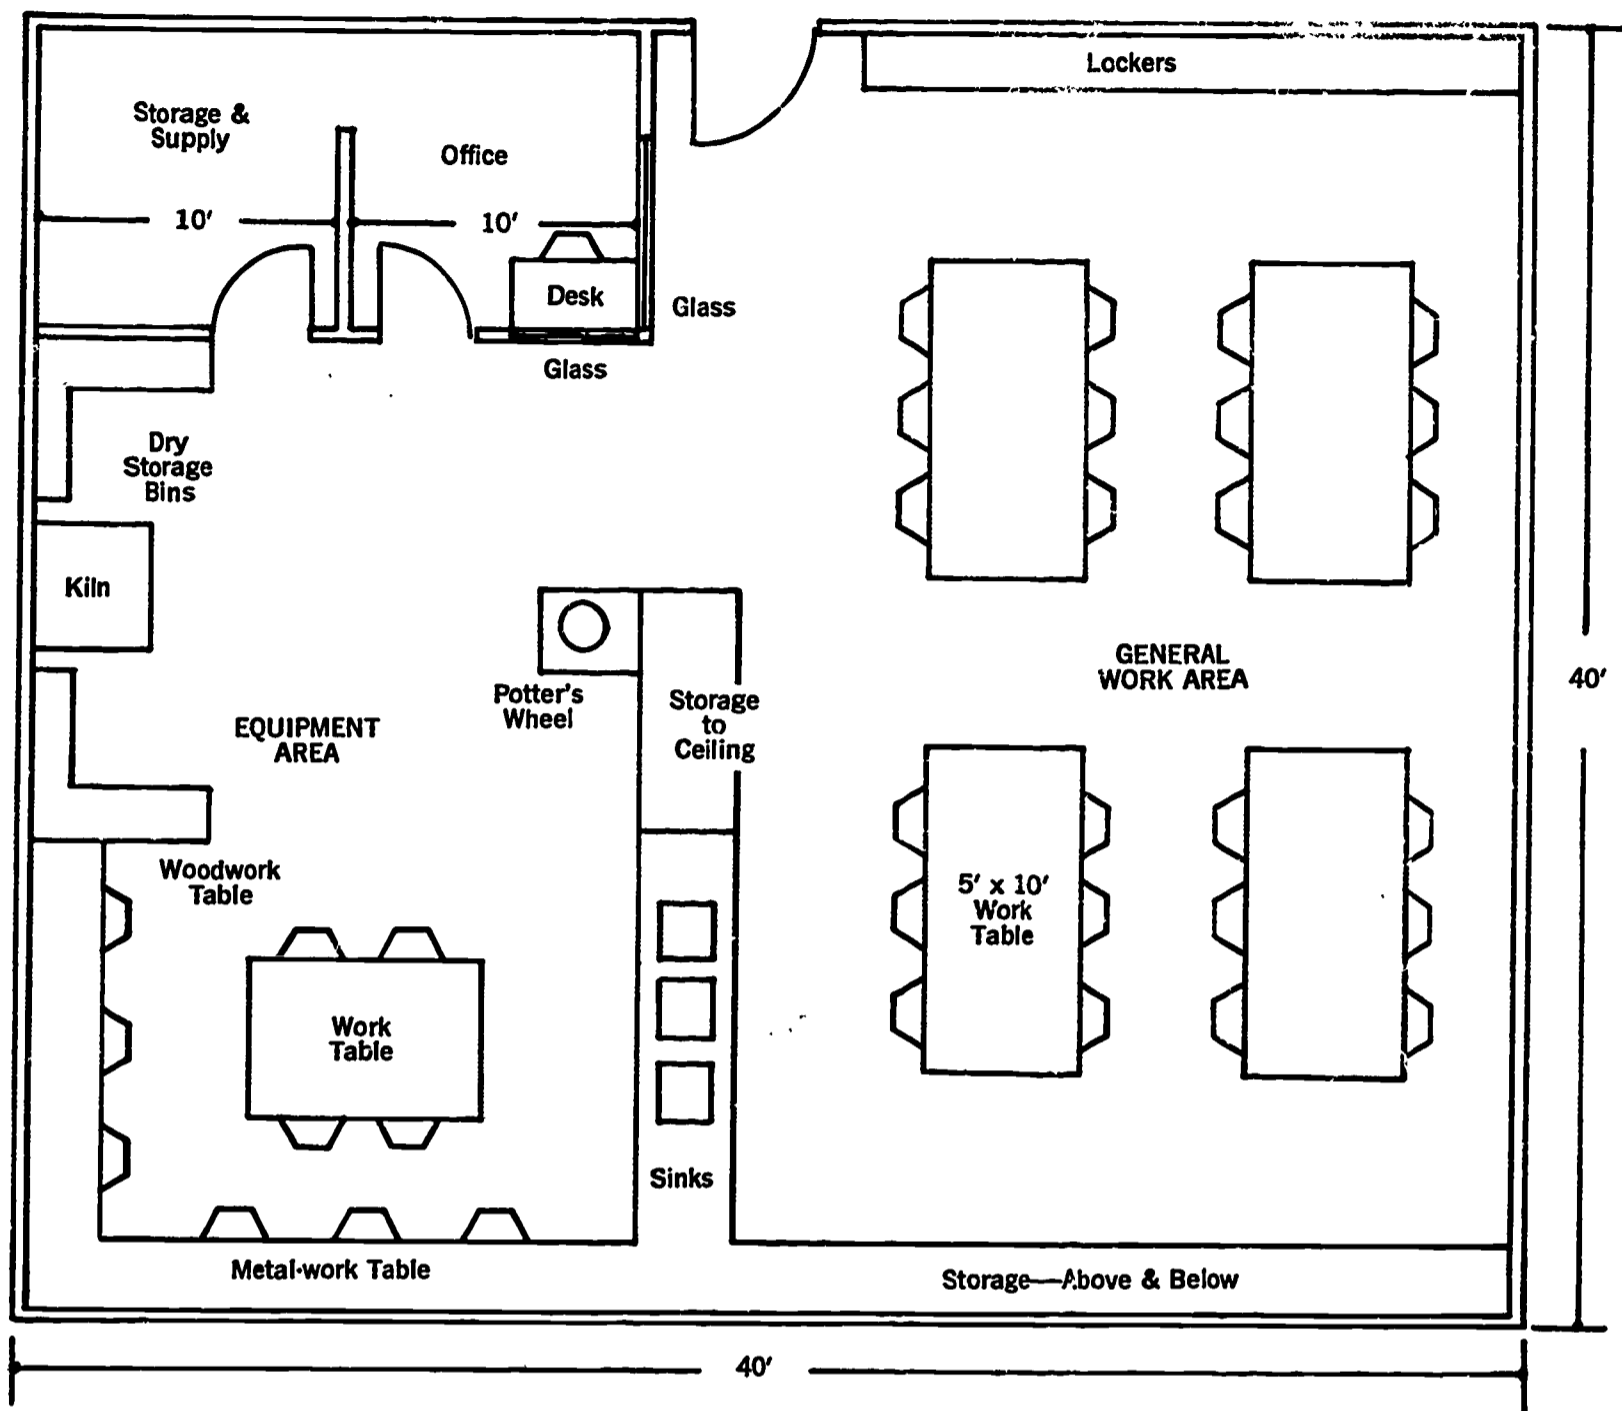 Lockers
Storage &
Supply
Office
10'
10'
Desk
Glass
Glass
Dry
Storage
Bins
Kiln
GENERAL
WORK AREA
40'
Potter's
Wheel
Storage
to
Ceiling
EQUIPMENT
AREA
Woodwork
Table
5' x 10'
Work
Table
Work
Table
Sinks
Metal-work Table
Storage—Above & Below
40'